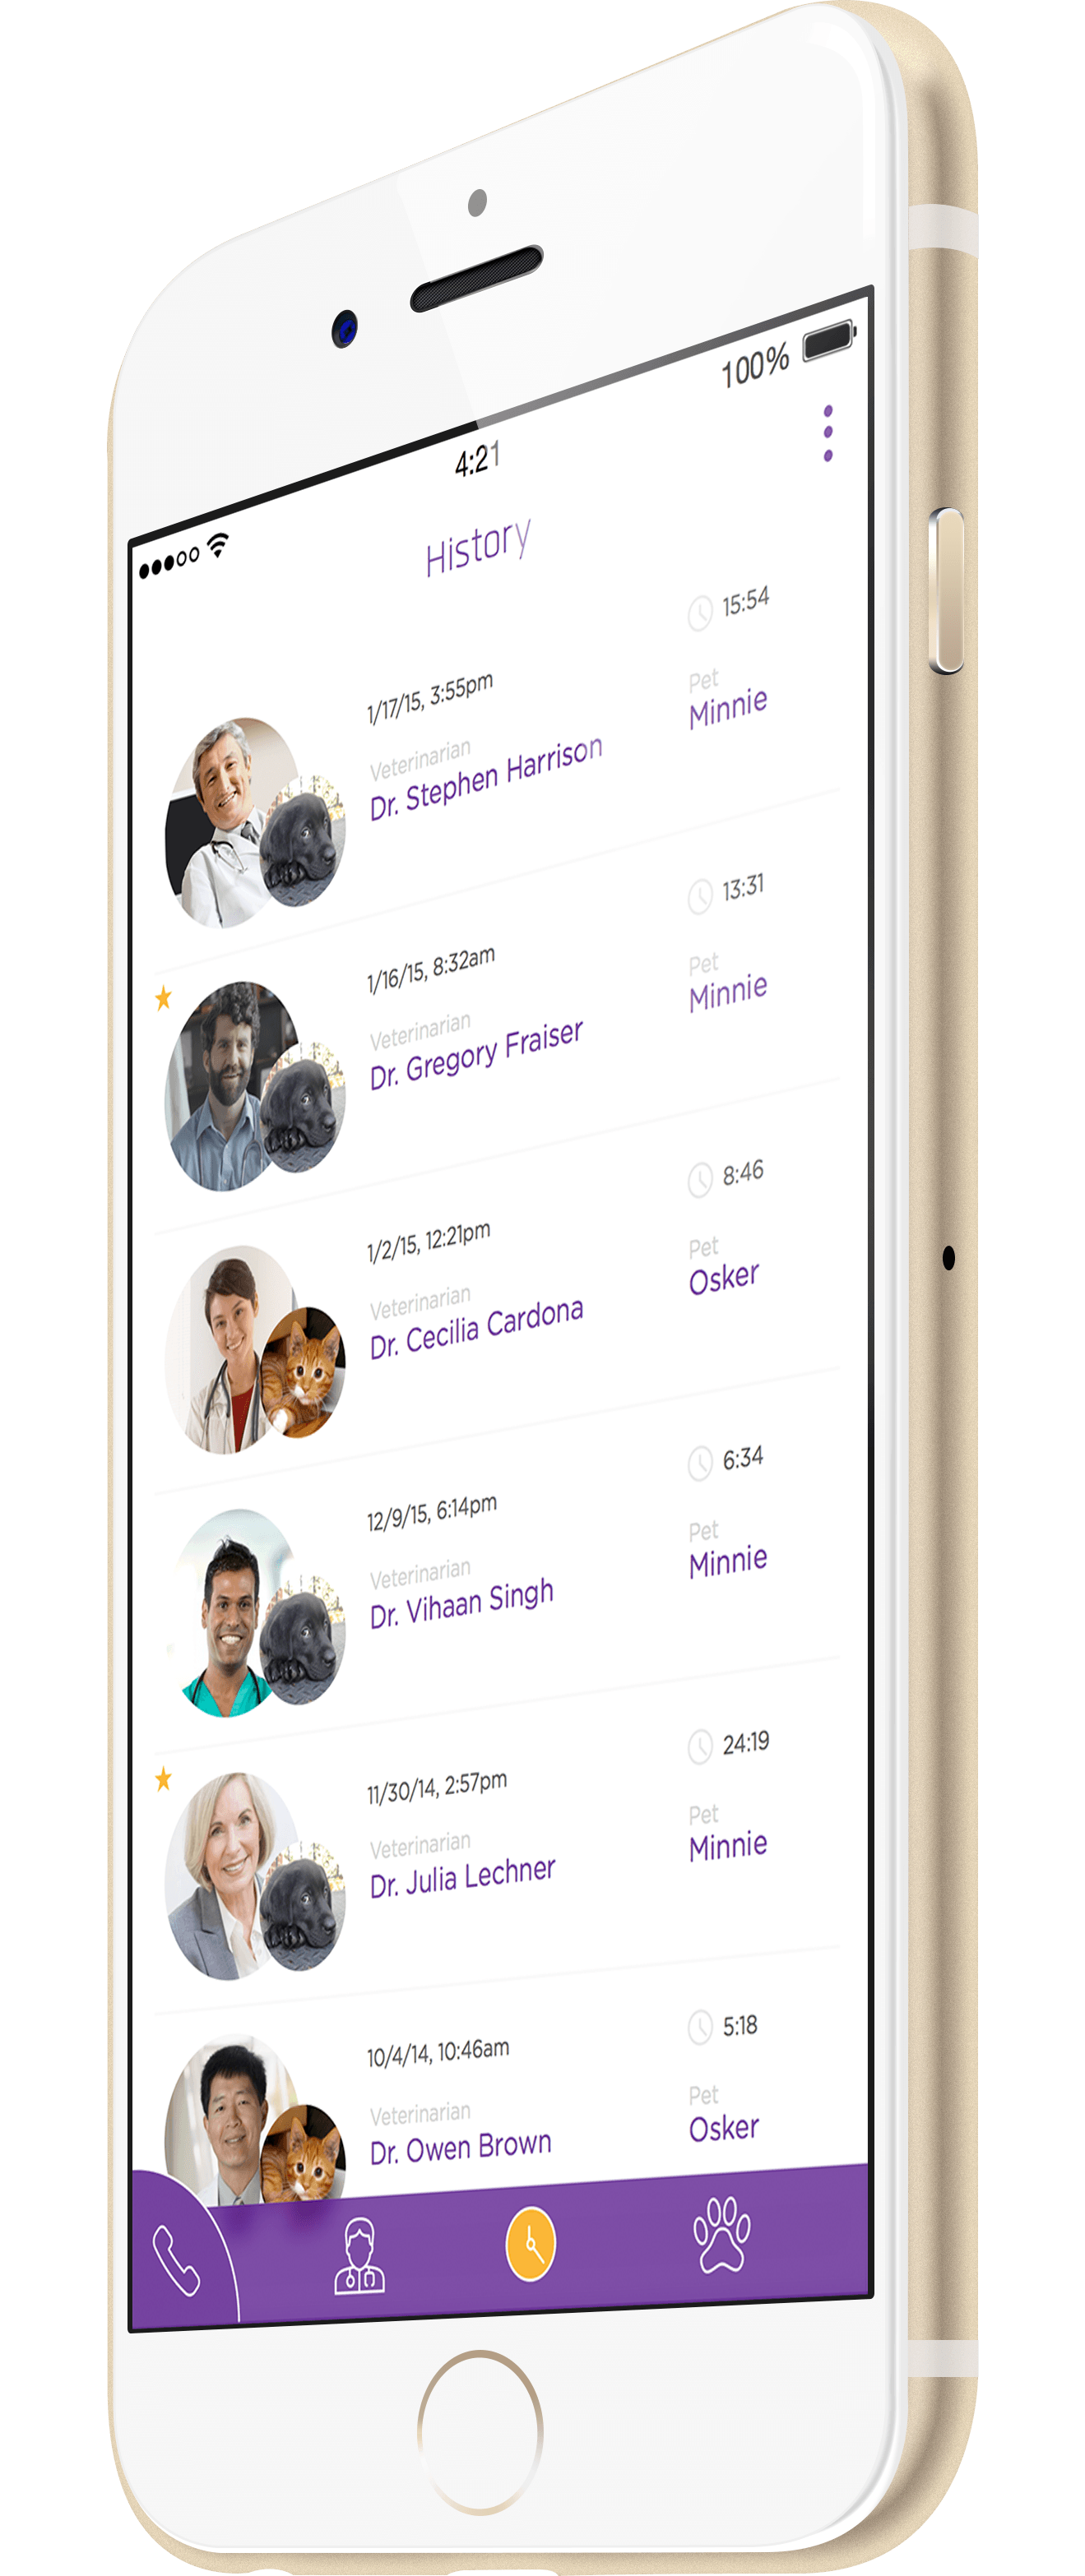 100%
4:21
History
15:54
1/17/15, 3:55pm
Pet
Minnie
Veterinarian
Dr. Stephen Harrison
13:31
1/16/15, 8:32am
Pet
Minnie
Veterinarian
Dr. Gregory Fraiser
8:46
1/2/15, 12:21pm
Pet
Osker
Veterinarian
Dr. Cecilia Cardona
6:34
12/9/15, 6:14pm
Pet
Minnie
Veterinarian
Dr. Vihaan Singh
24:19
11/30/14, 2:57pm
Pet
Minnie
Veterinarian
Dr. Julia Lechner
5:18
10/4/14, 10:46am
Pet
Osker
Veterinarian
Dr. Owen Brown